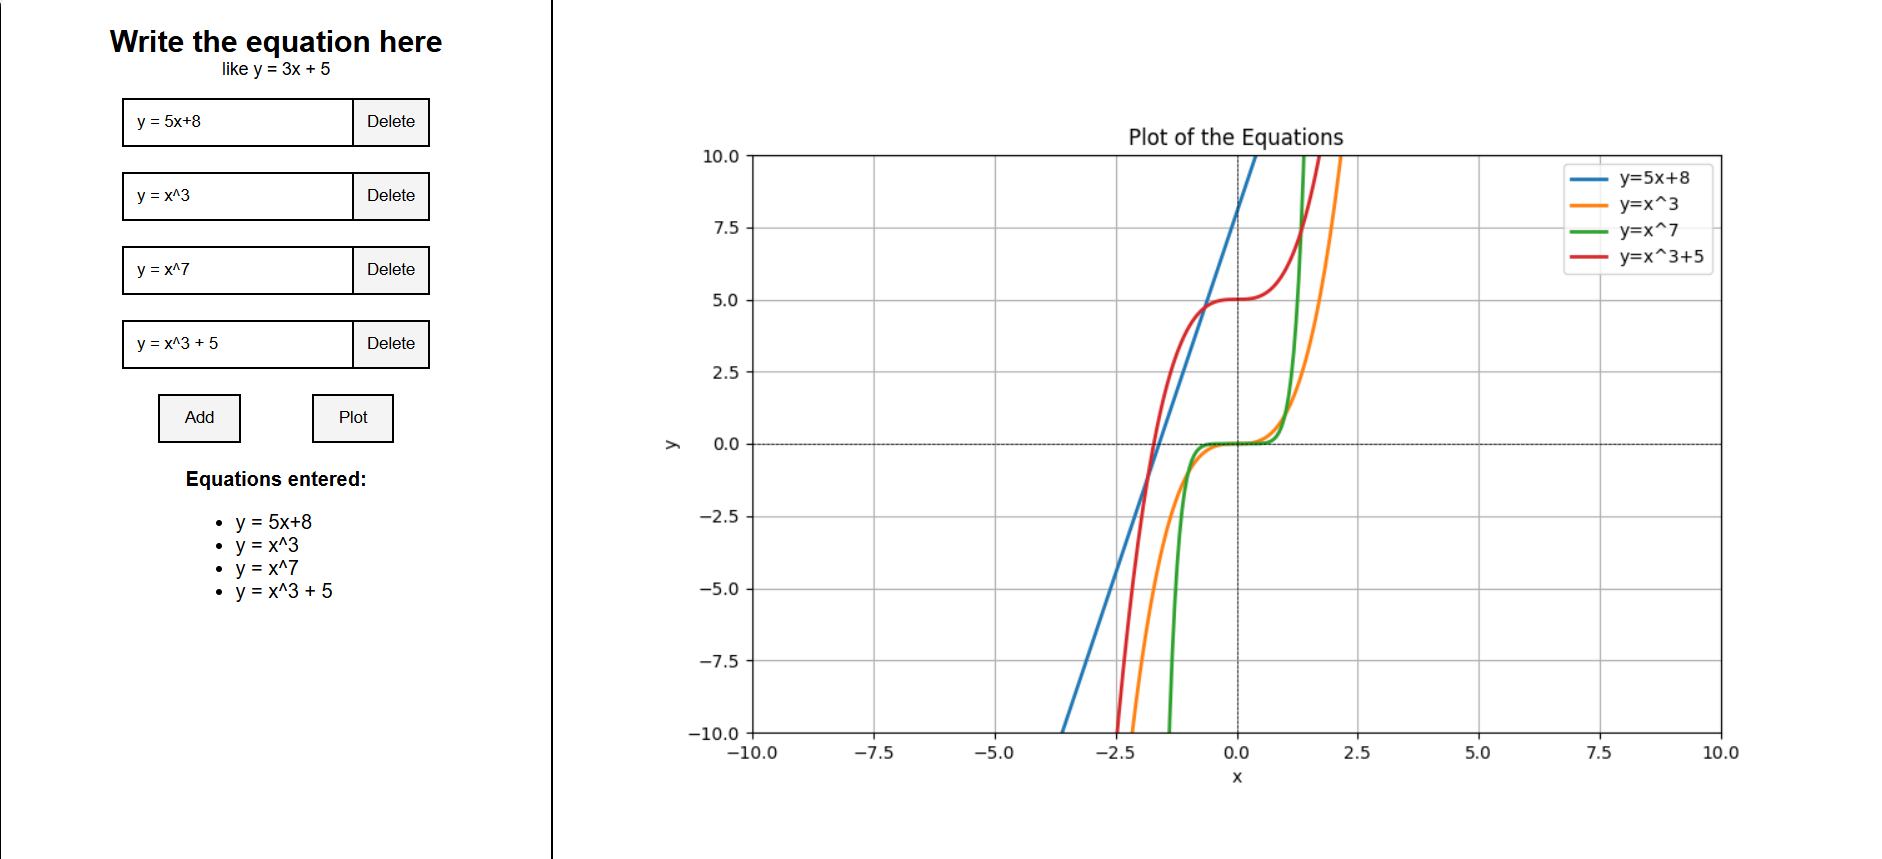 Write the equation here
like y = 3x + 5
y = 5x+8
Delete
y = x^3
Delete
y = x^7
Delete
y = x^3 + 5
Delete
Add
Plot
Equations entered:
• y = 5x+8
• y = x^3
• y = x^7
• y = x^3 + 5
Plot of the Equations
10.0
7.5
5.0
2.5
0.0
−2.5
−5.0
−7.5
−10.0
y
y=5x+8
y=x^3
y=x^7
y=x^3+5
−10.0 −7.5 −5.0 −2.5 0.0 2.5 5.0 7.5 10.0
x